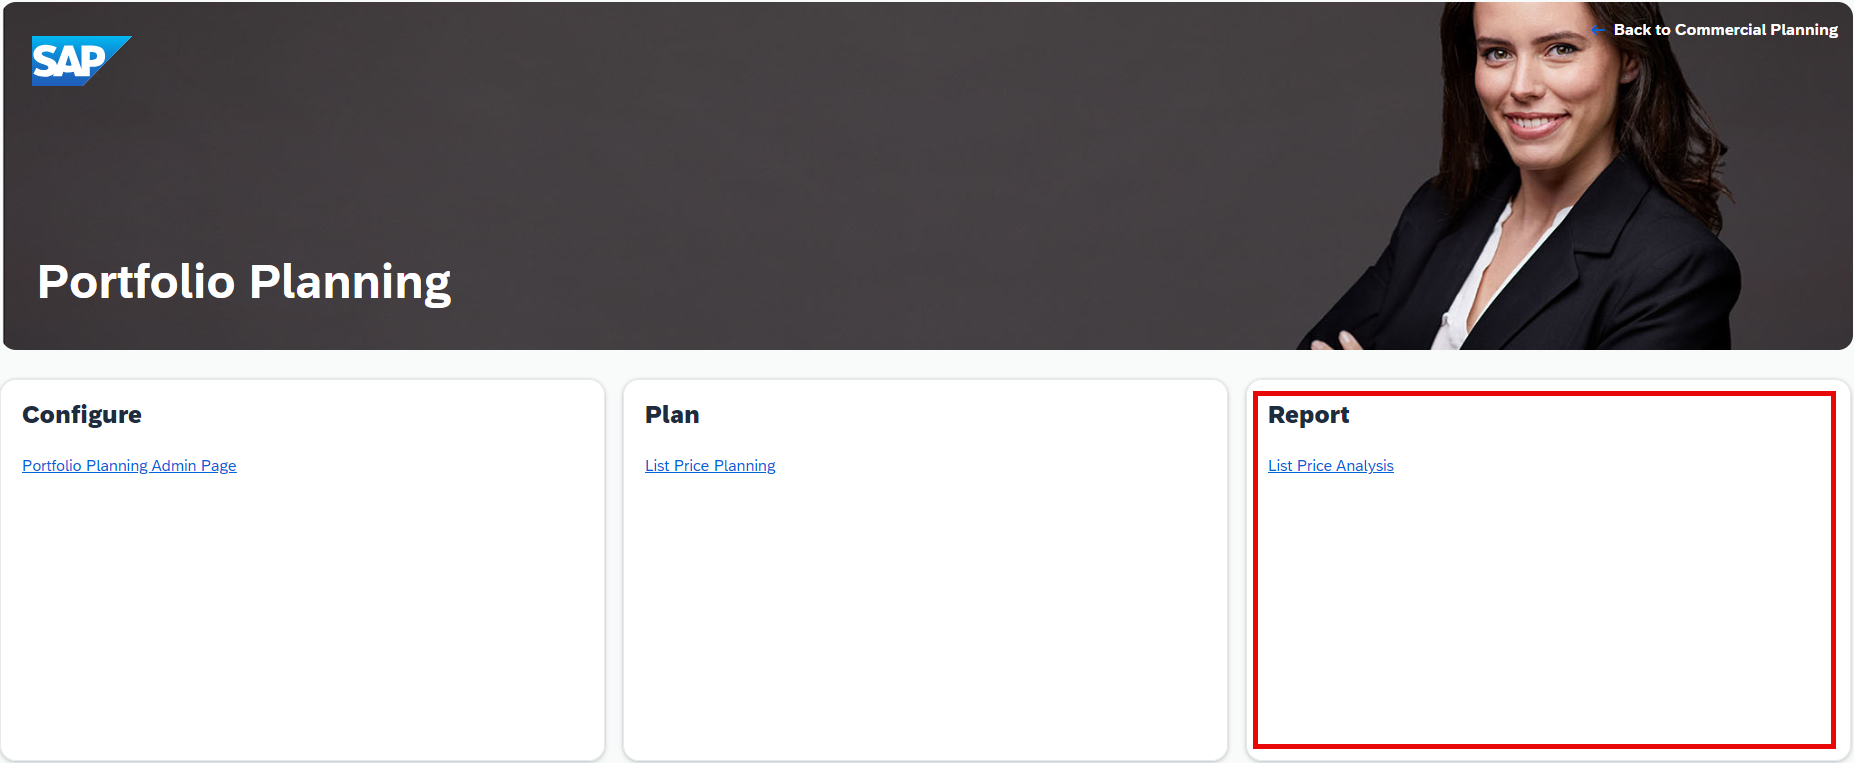 SAP
← Back to Commercial Planning
Portfolio Planning
Configure
Portfolio Planning Admin Page
Plan
List Price Planning
Report
List Price Analysis